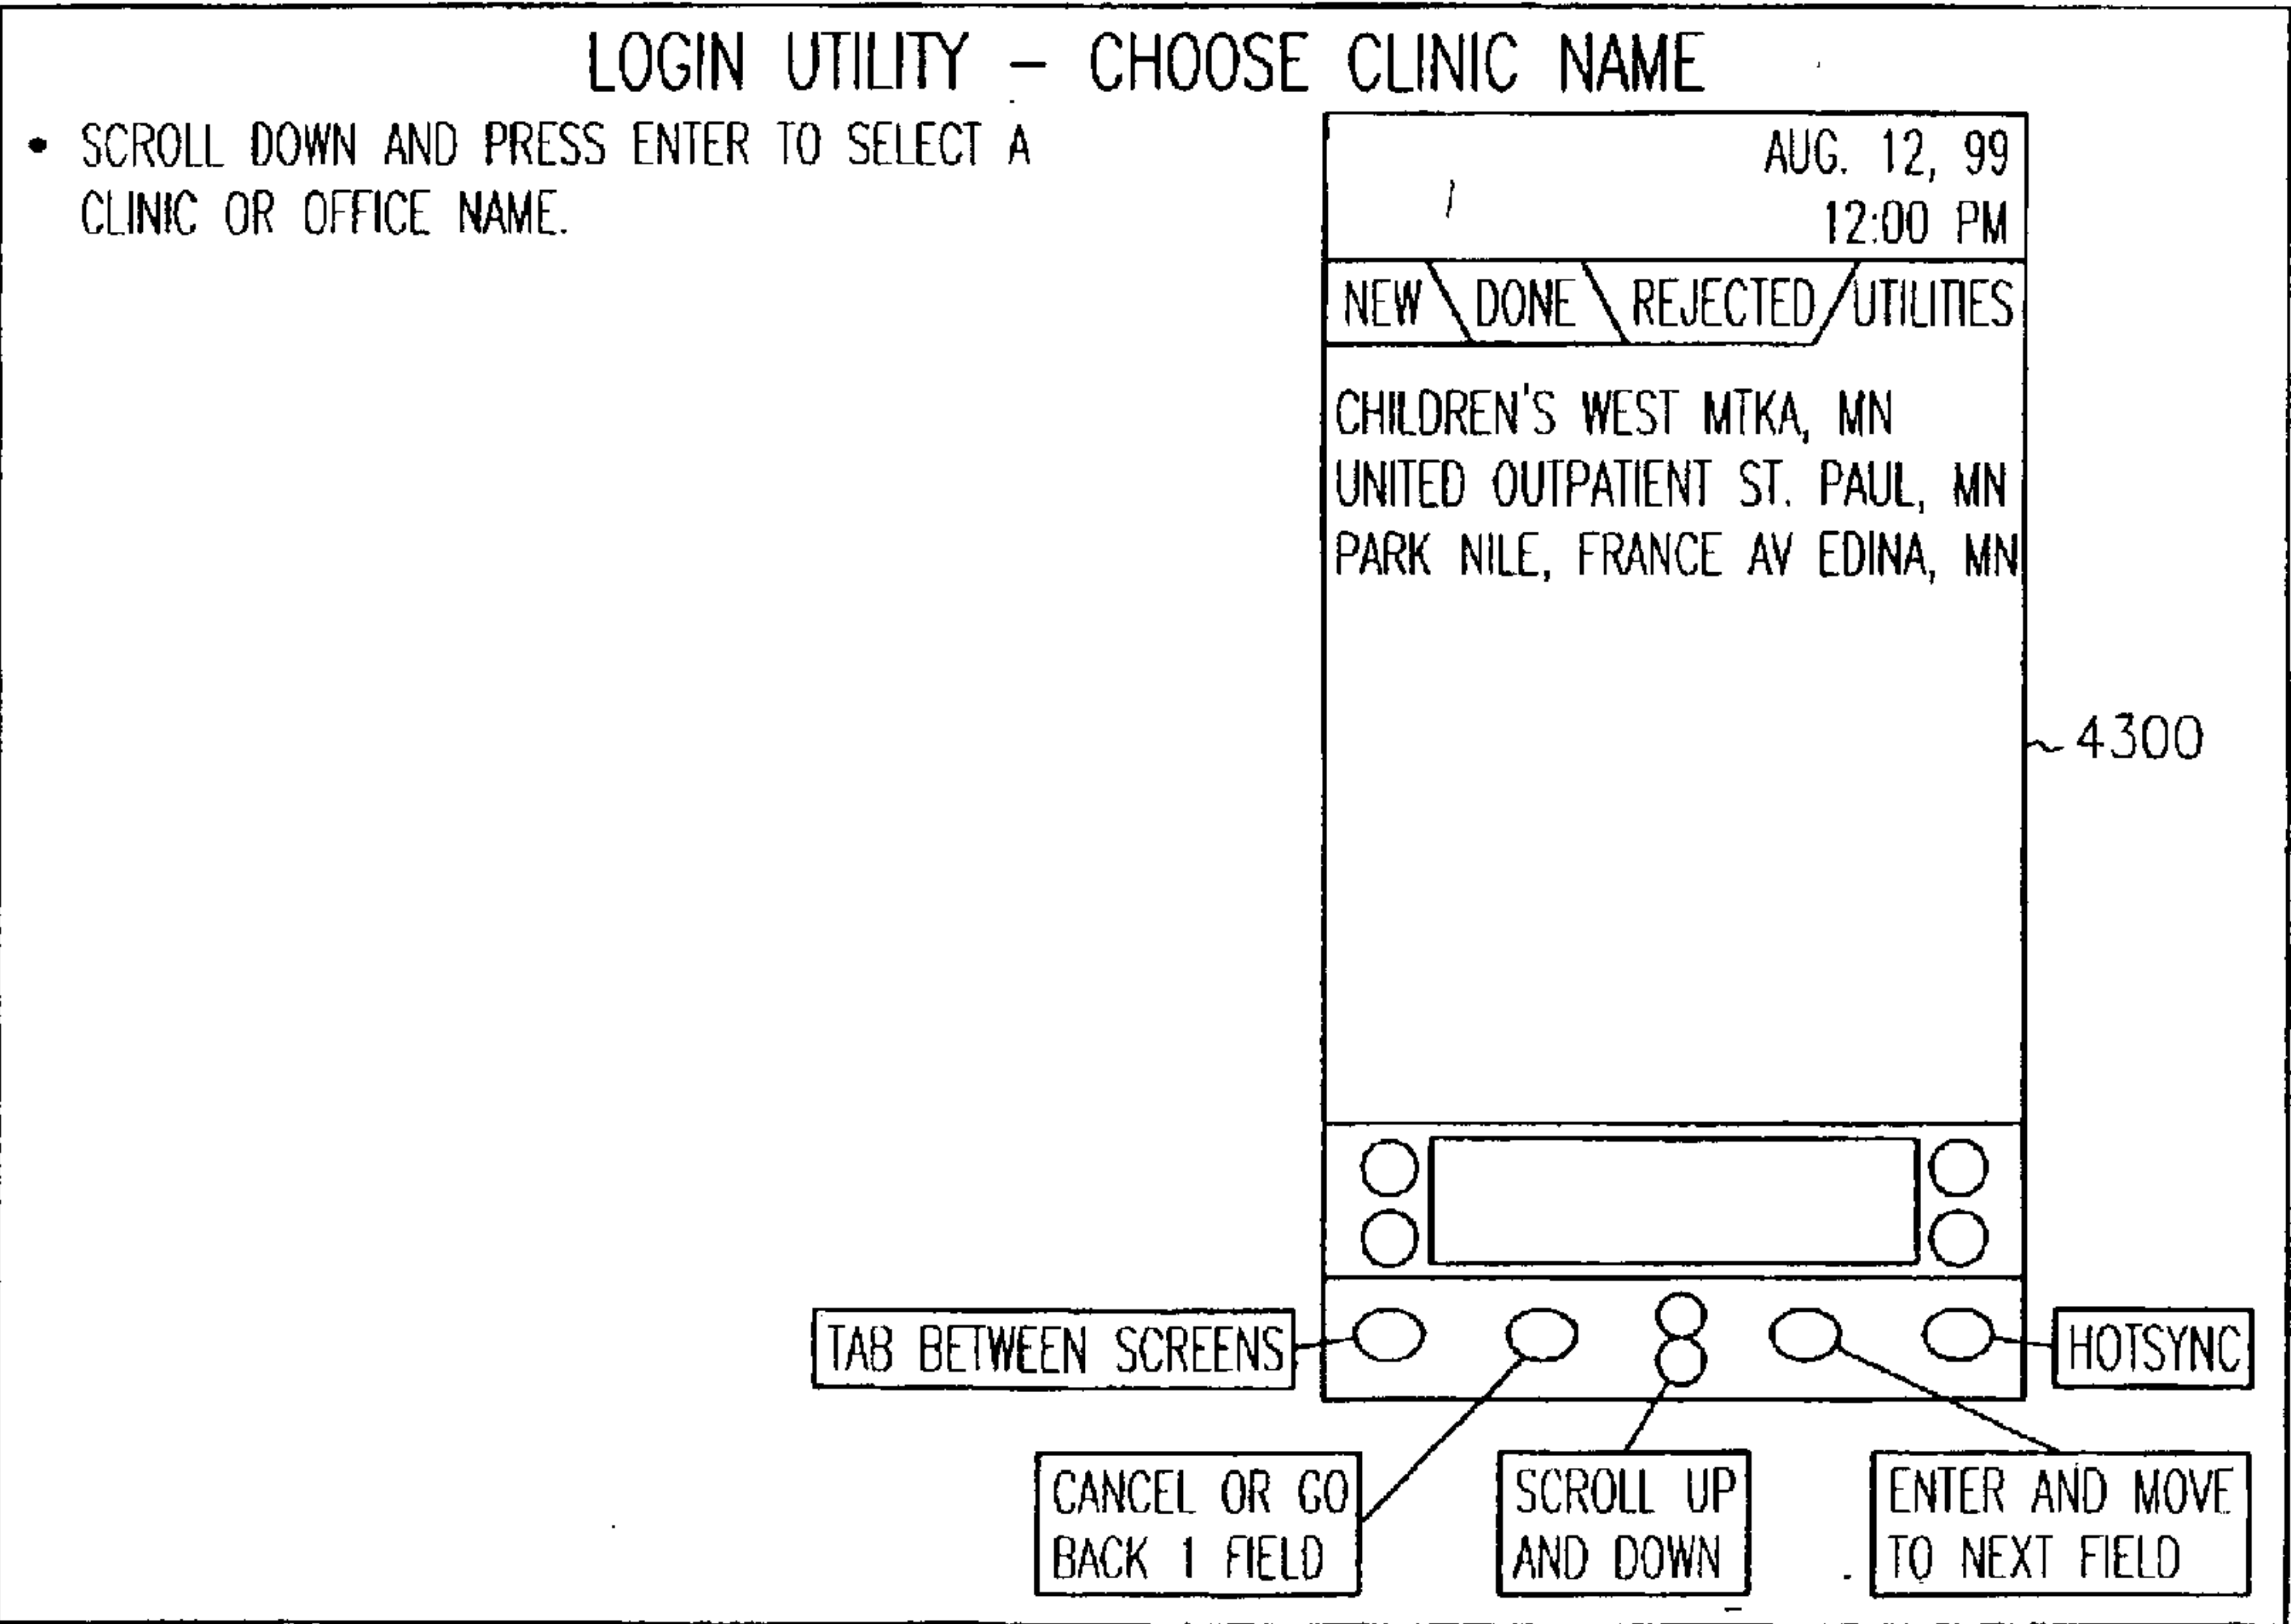 LOGIN UTILITY – CHOOSE CLINIC NAME
• SCROLL DOWN AND PRESS ENTER TO SELECT A
CLINIC OR OFFICE NAME.
AUG. 12, 99
12:00 PM
NEW DONE REJECTED UTILITIES
CHILDREN'S WEST MTKA, MN
UNITED OUTPATIENT ST. PAUL, MN
PARK NILE, FRANCE AV EDINA, MN
4300
TAB BETWEEN SCREENS
HOTSYNC
CANCEL OR GO
BACK 1 FIELD
SCROLL UP
AND DOWN
ENTER AND MOVE
TO NEXT FIELD